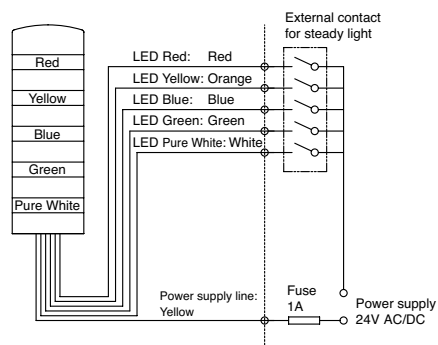 External contact
for steady light
Red
Yellow
Blue
Green
Pure White
LED Red: Red
LED Yellow: Orange
LED Blue: Blue
LED Green: Green
LED Pure White: White
Power supply line:
Yellow
Fuse
1A
Power supply
24V AC/DC